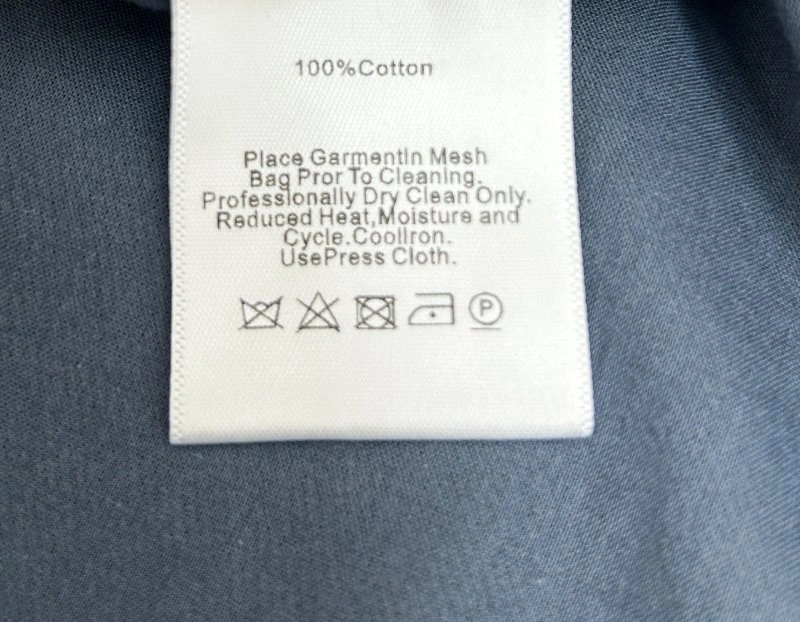 100%Cotton
Place GarmentIn Mesh
Bag Pror To Cleaning.
Professionally Dry Clean Only.
Reduced Heat,Moisture and
Cycle.CoolIron.
UsePress Cloth.
P